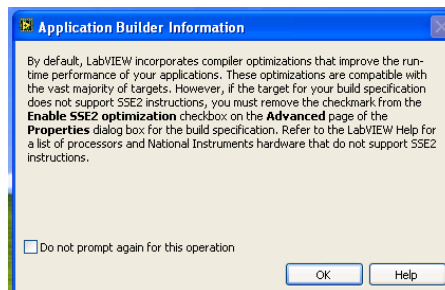 Application Builder Information
By default, LabVIEW incorporates compiler optimizations that improve the run-
time performance of your applications. These optimizations are compatible with
the vast majority of targets. However, if the target for your build specification
does not support SSE2 instructions, you must remove the checkmark from the
Enable SSE2 optimization checkbox on the Advanced page of the
Properties dialog box for the build specification. Refer to the LabVIEW Help for
a list of processors and National Instruments hardware that do not support SSE2
instructions.
Do not prompt again for this operation
OK
Help